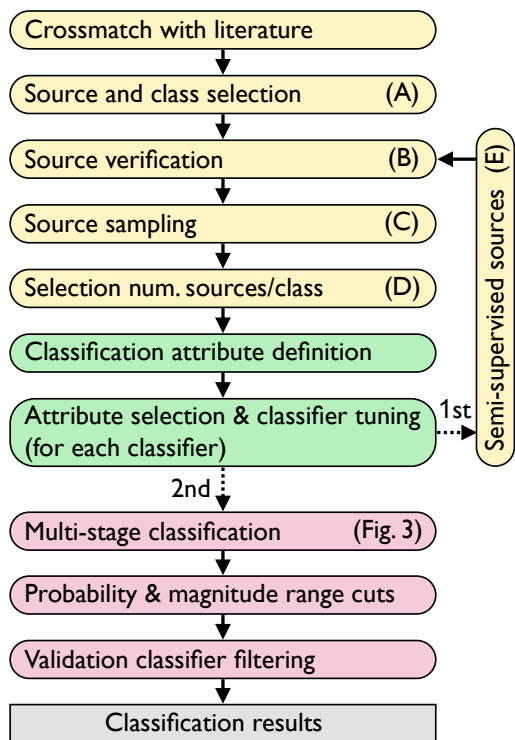 Crossmatch with literature
Source and class selection (A)
Source verification (B)
Source sampling (C)
Selection num. sources/class (D)
Semi-supervised sources (E)
Classification attribute definition
Attribute selection & classifier tuning
(for each classifier)
1st
2nd
Multi-stage classification (Fig. 3)
Probability & magnitude range cuts
Validation classifier filtering
Classification results